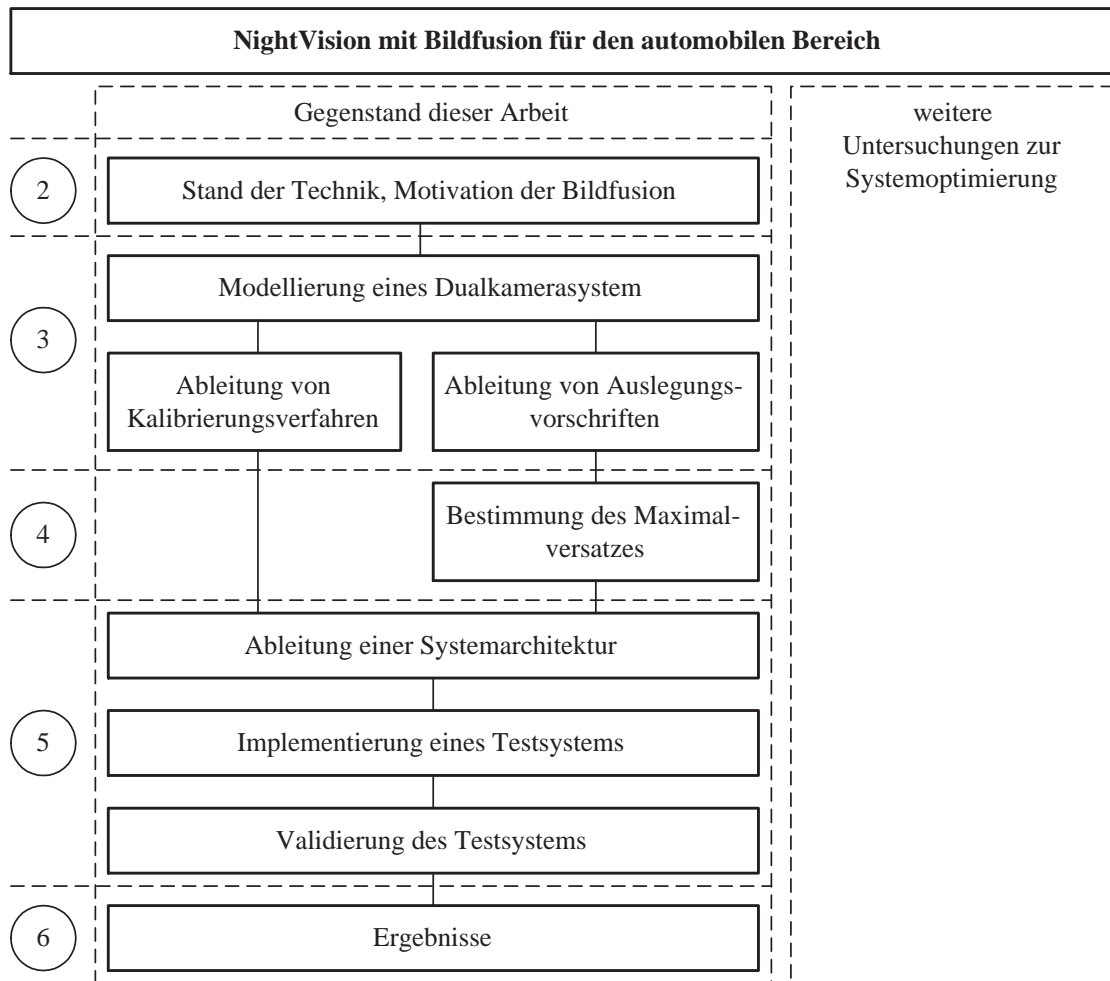 NightVision mit Bildfusion für den automobilen Bereich
Gegenstand dieser Arbeit
weitere
Untersuchungen zur
Systemoptimierung
2
Stand der Technik, Motivation der Bildfusion
3
Modellierung eines Dualkamerasystem
Ableitung von
Kalibrierungsverfahren
Ableitung von Auslegungs-
vorschriften
4
Bestimmung des Maximal-
versatzes
5
Ableitung einer Systemarchitektur
Implementierung eines Testsystems
Validierung des Testsystems
6
Ergebnisse